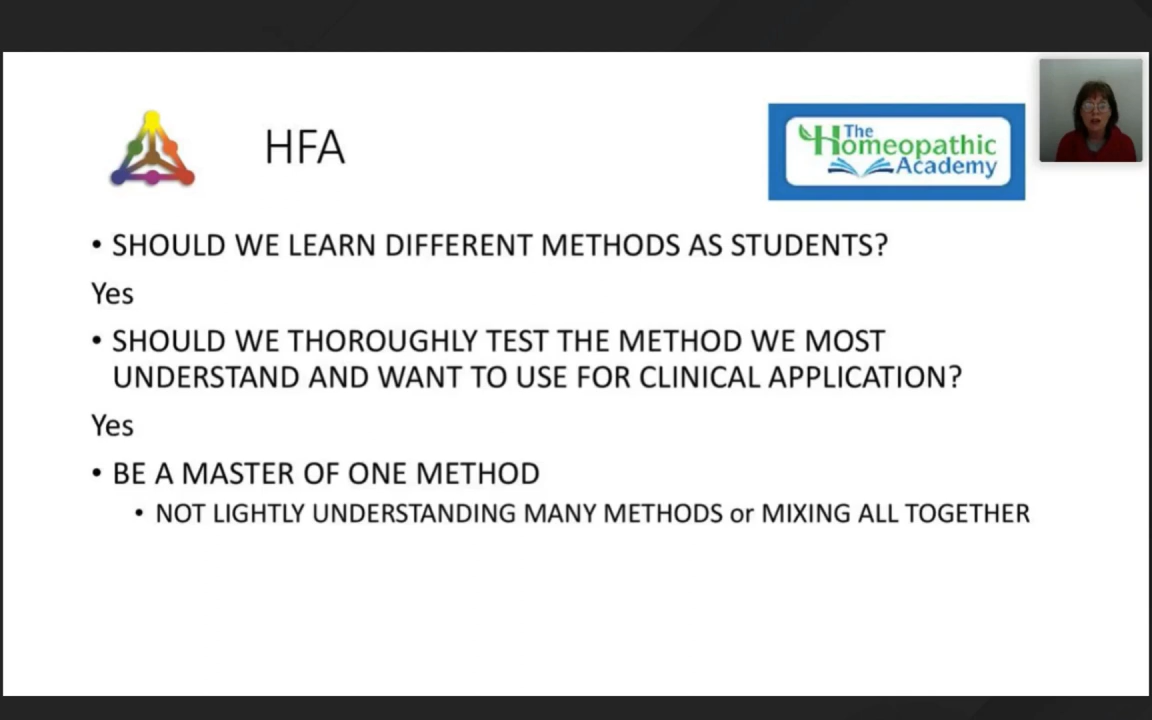 HFA
The
Homeopathic
Academy
• SHOULD WE LEARN DIFFERENT METHODS AS STUDENTS?
Yes
• SHOULD WE THOROUGHLY TEST THE METHOD WE MOST
UNDERSTAND AND WANT TO USE FOR CLINICAL APPLICATION?
Yes
• BE A MASTER OF ONE METHOD
• NOT LIGHTLY UNDERSTANDING MANY METHODS or MIXING ALL TOGETHER